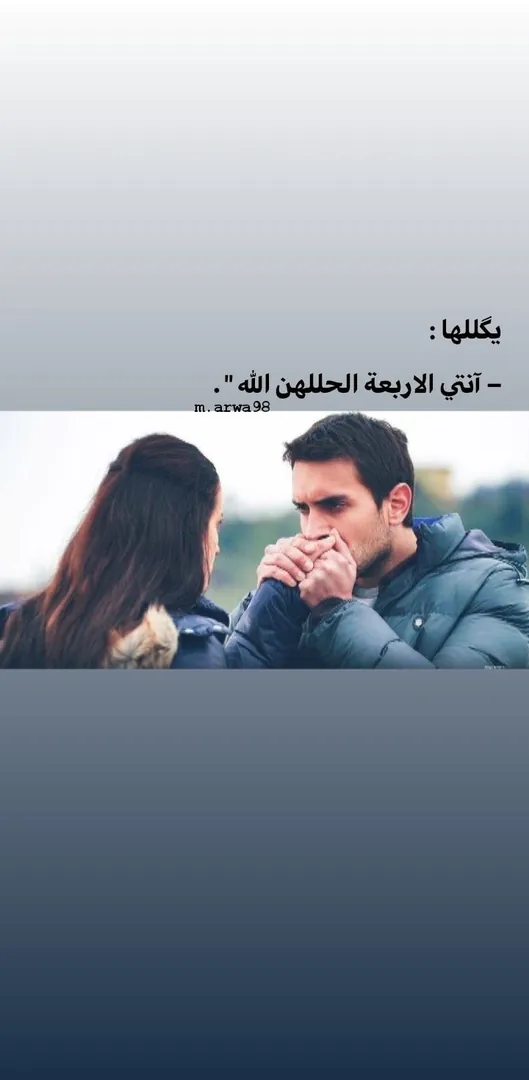 يگللها :
– آنتي الاربعة الحللهن الله " .
m.arwa98